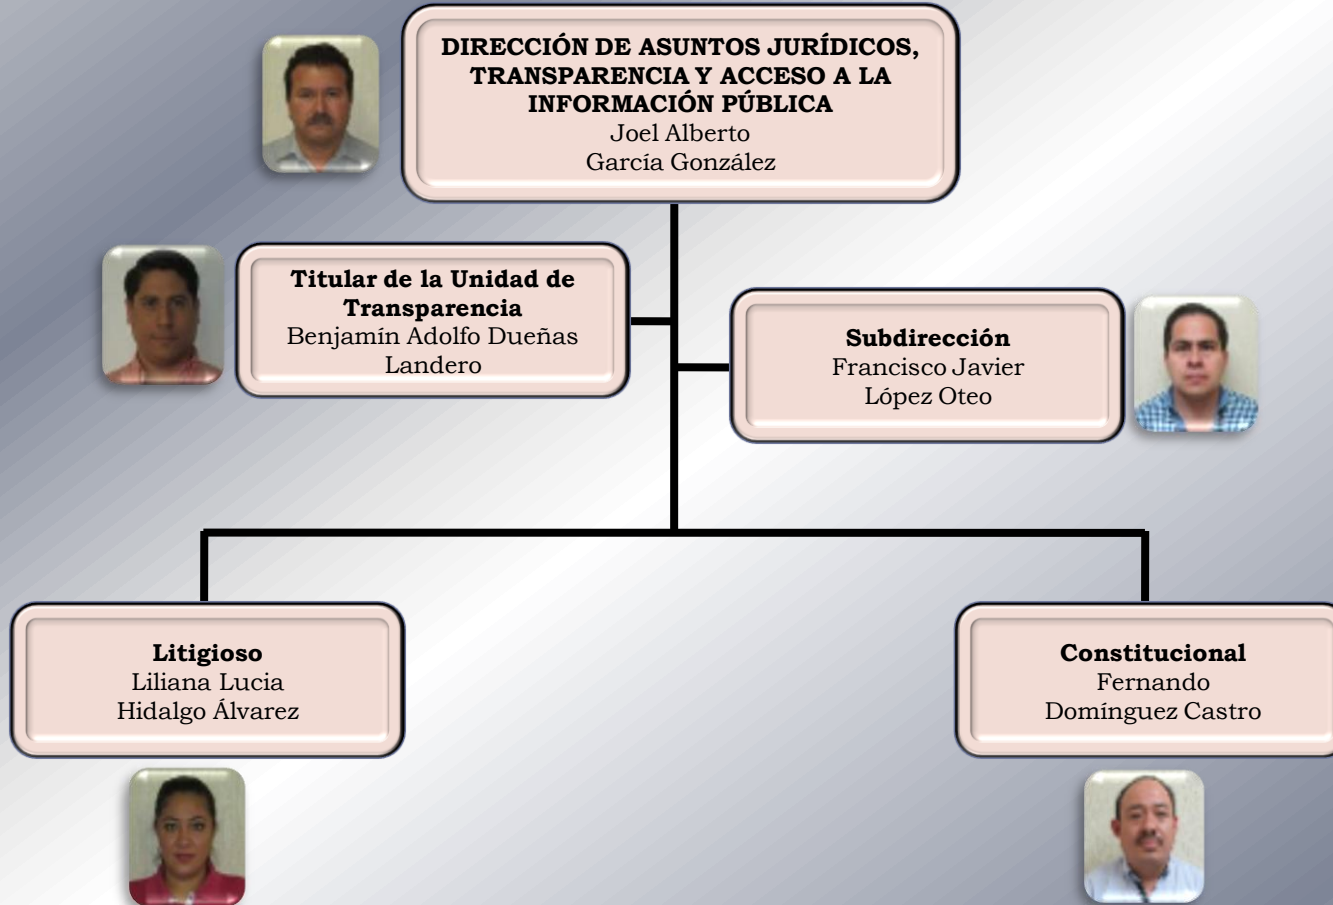 DIRECCIÓN DE ASUNTOS JURÍDICOS,
TRANSPARENCIA Y ACCESO A LA
INFORMACIÓN PÚBLICA
Joel Alberto
García González
Titular de la Unidad de
Transparencia
Benjamín Adolfo Dueñas
Landero
Subdirección
Francisco Javier
López Oteo
Litigioso
Liliana Lucia
Hidalgo Álvarez
Constitucional
Fernando
Domínguez Castro